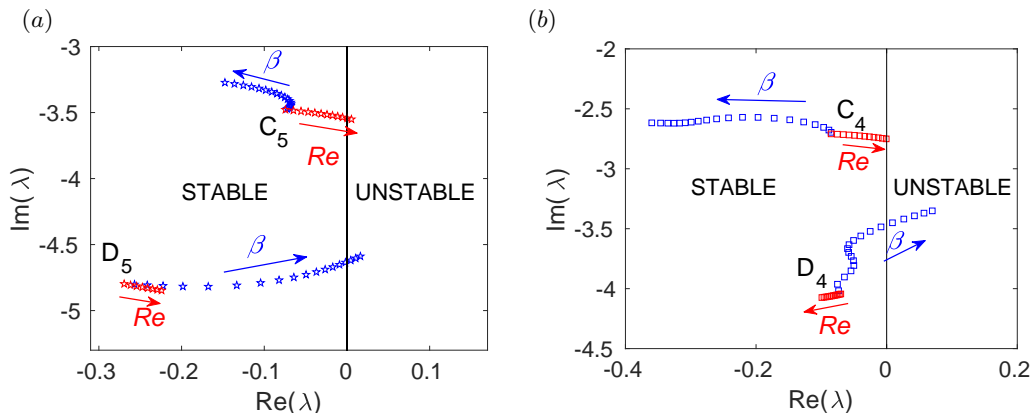 (a)
-3
-3.5
-4
-4.5
-5
-0.3
-0.2
-0.1
0
0.1
Im(λ)
Re(λ)
β
C5
Re
STABLE
UNSTABLE
β
D5
Re
(b)
-2
-2.5
-3
-3.5
-4
-4.5
-0.4
-0.2
0
0.2
Im(λ)
Re(λ)
β
C4
Re
STABLE
UNSTABLE
β
D4
Re